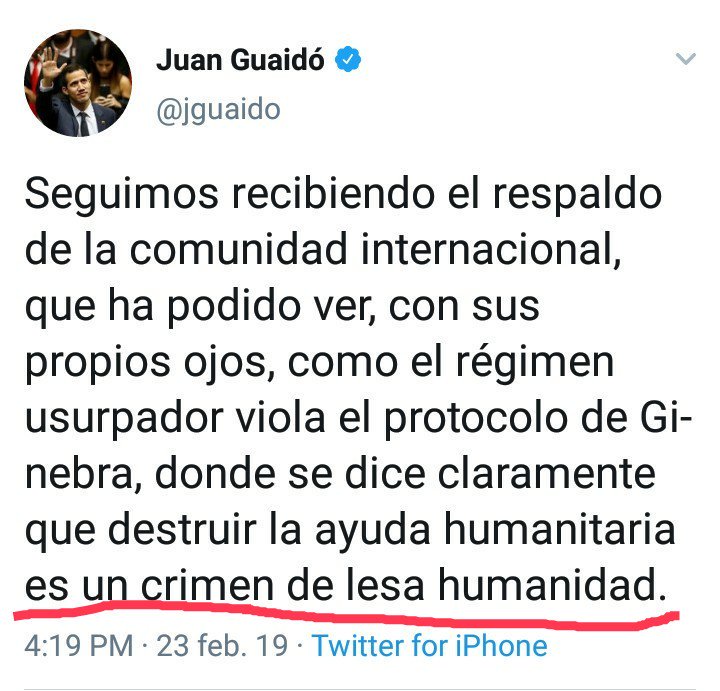 Juan Guaidó
@jguaido
Seguimos recibiendo el respaldo
de la comunidad internacional,
que ha podido ver, con sus
propios ojos, como el régimen
usurpador viola el protocolo de Gi-
nebra, donde se dice claramente
que destruir la ayuda humanitaria
es un crimen de lesa humanidad.
4:19 PM · 23 feb. 19 · Twitter for iPhone